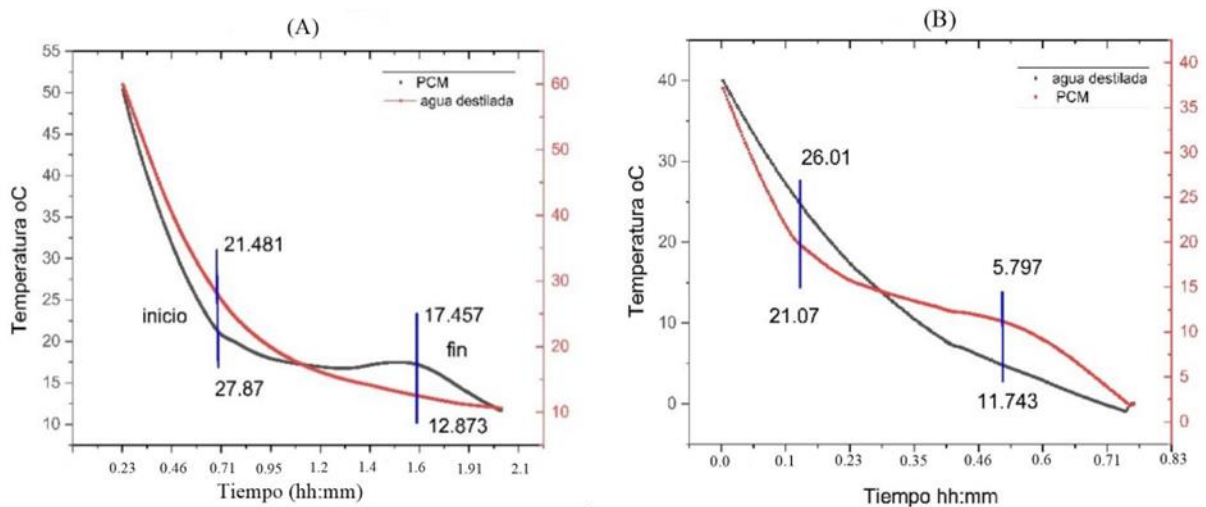 (A)
Temperatura oC
55
50
45
40
35
30
25
20
15
10
60
50
40
30
20
10
PCM
agua destilada
21.481
inicio
27.87
17.457
fin
12.873
0.23 0.46 0.71 0.95 1.2 1.4 1.6 1.91 2.1
Tiempo (hh:mm)
(B)
Temperatura oC
40
30
20
10
0
40
35
30
25
20
15
10
5
0
agua destilada
PCM
26.01
21.07
5.797
11.743
0.0 0.1 0.23 0.35 0.46 0.6 0.71 0.83
Tiempo hh:mm